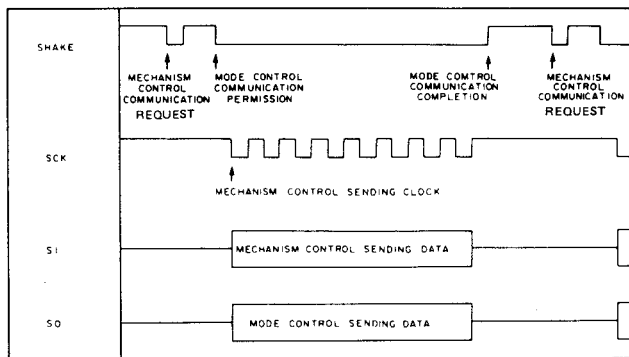 SHAKE
MECHANISM
CONTROL
COMMUNICATION
REQUEST
MODE CONTROL
COMMUNICATION
PERMISSION
MODE COMTROL
COMMUNICATION
COMPLETION
MECHANISM
CONTROL
COMMUNICATION
REQUEST
SCK
MECHANISM CONTROL SENDING CLOCK
SI
MECHANISM CONTROL SENDING DATA
SO
MODE CONTROL SENDING DATA